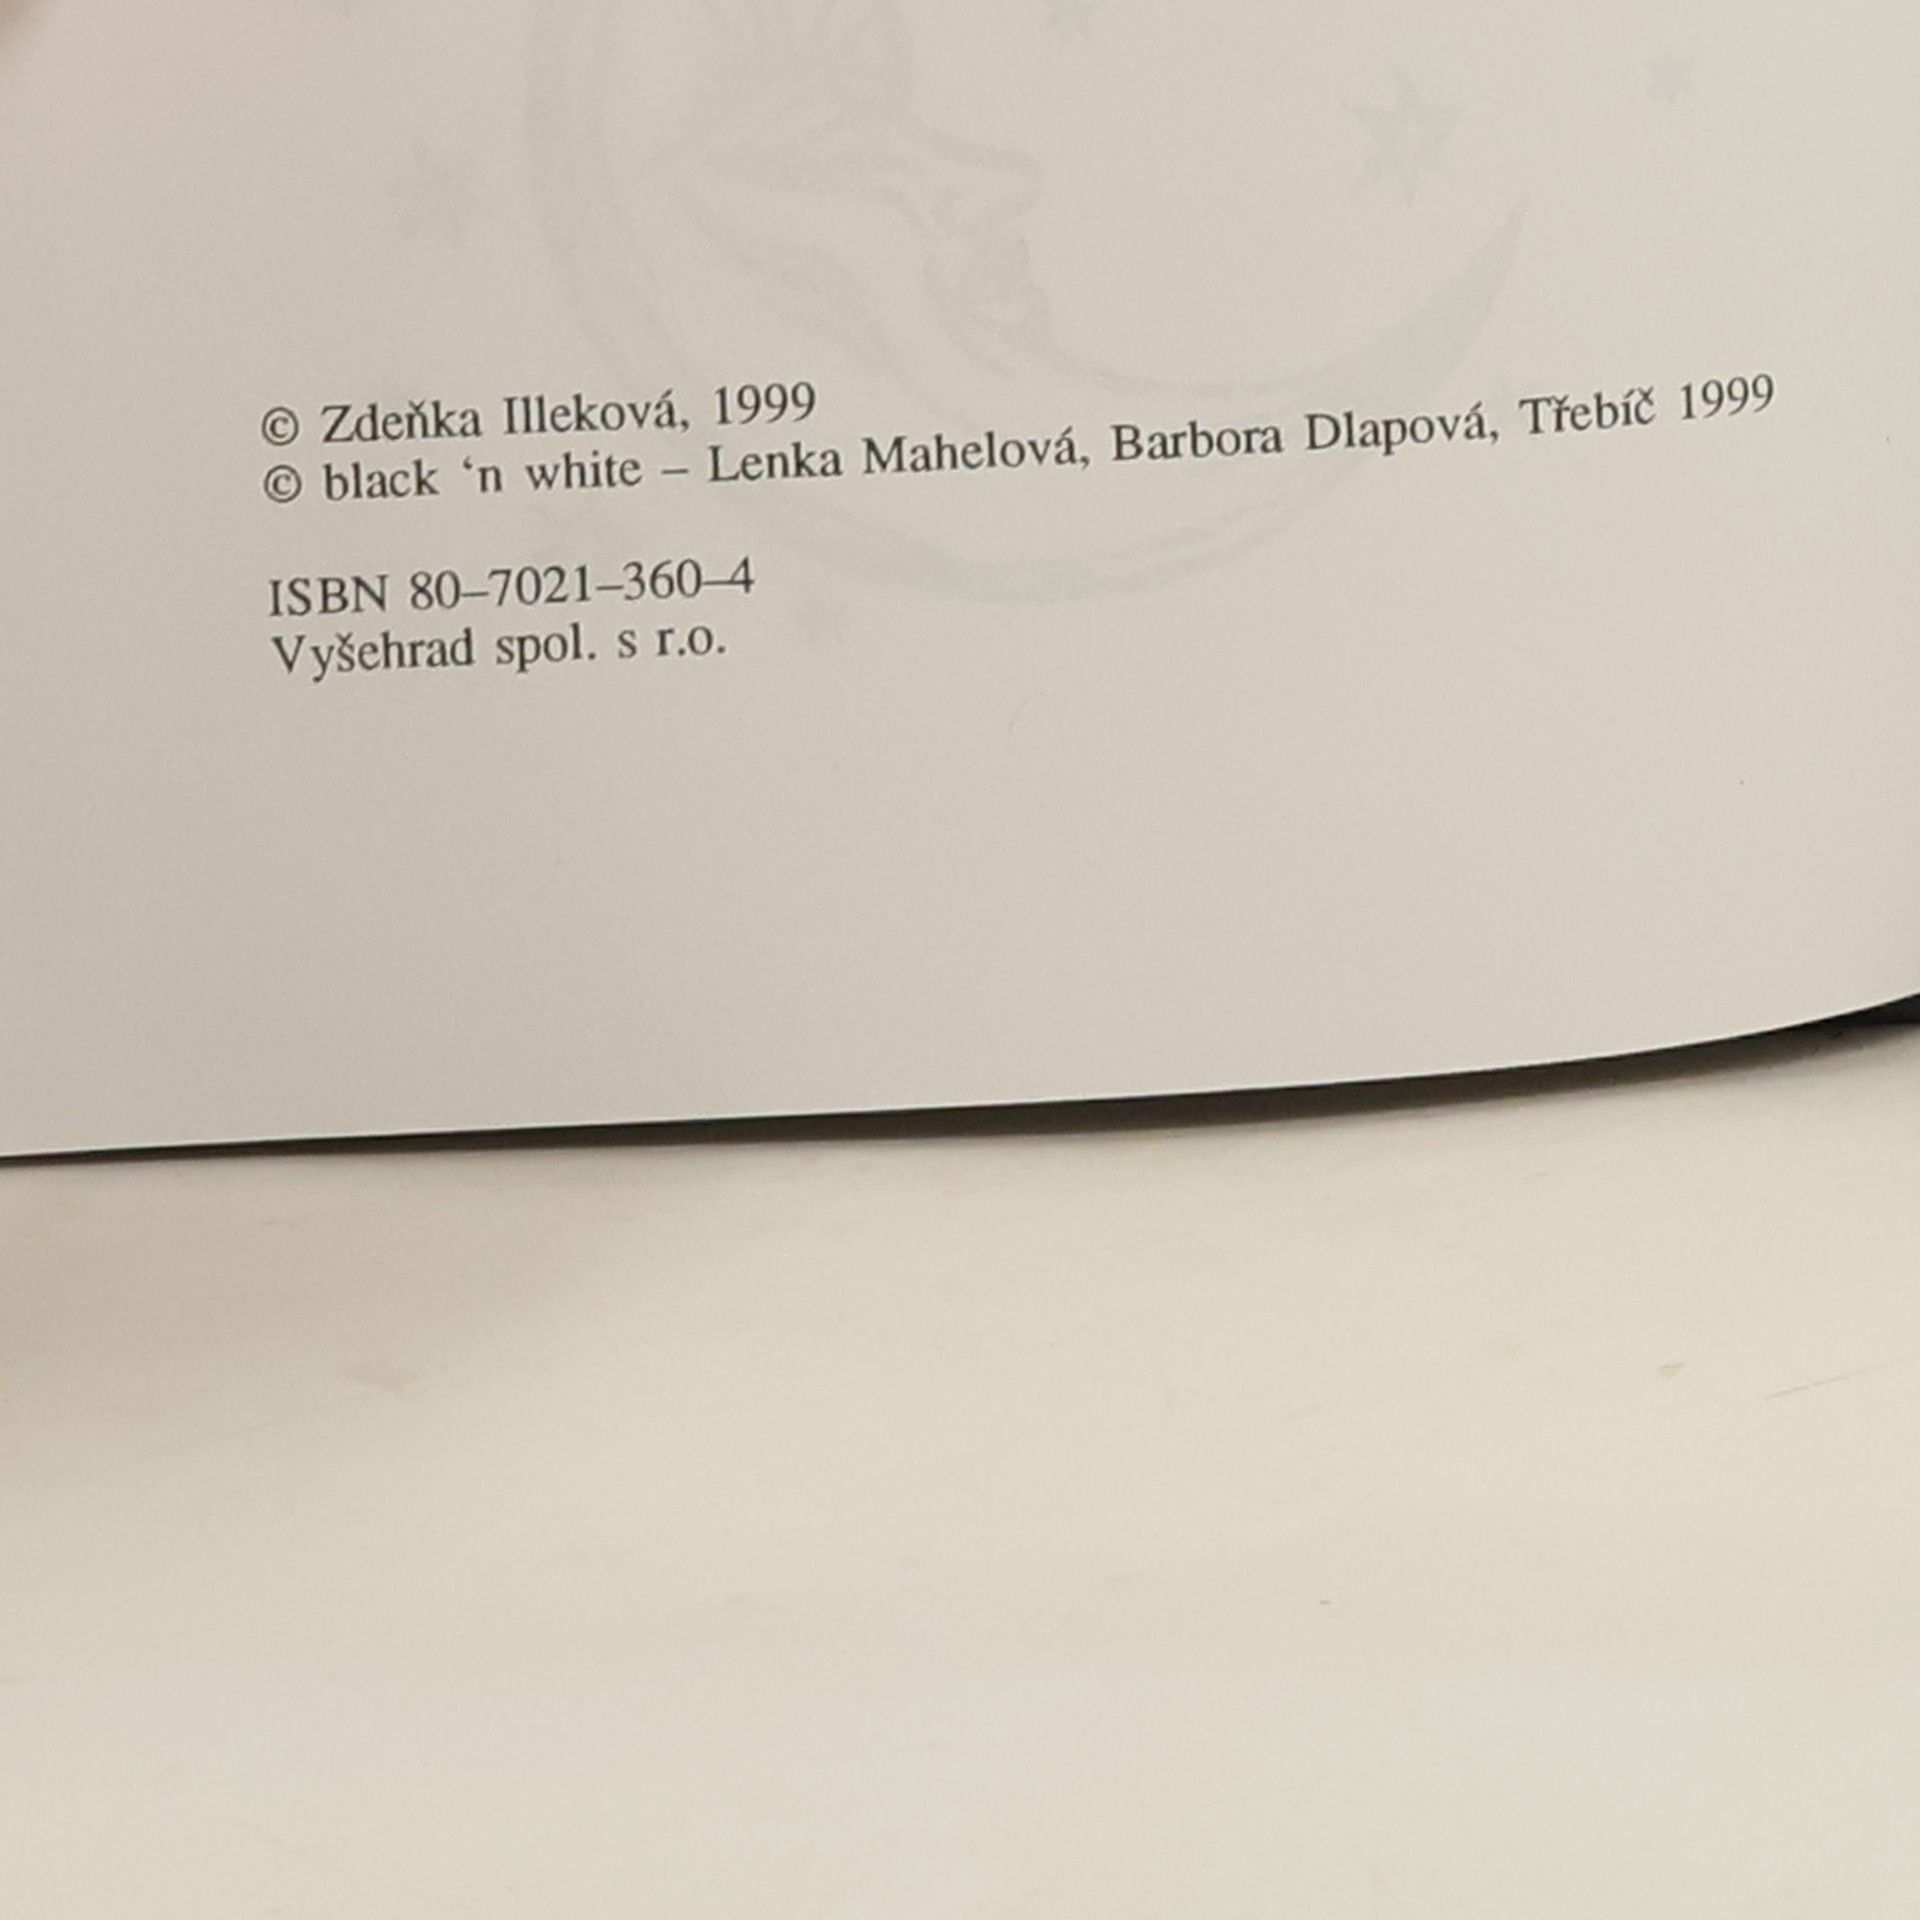 © Zdeňka Illeková, 1999
© black ‘n white – Lenka Mahelová, Barbora Dlapová, Třebíč 1999
ISBN 80–7021–360–4
Vyšehrad spol. s r.o.